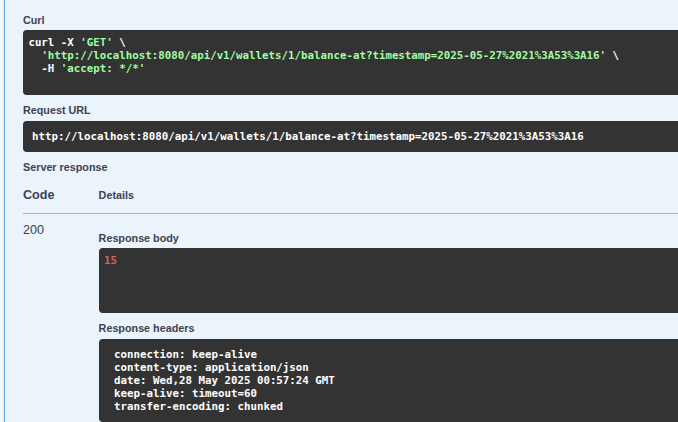 Curl
curl -X 'GET' \
'http://localhost:8080/api/v1/wallets/1/balance-at?timestamp=2025-05-27%2021%3A53%3A16' \
-H 'accept: */*'
Request URL
http://localhost:8080/api/v1/wallets/1/balance-at?timestamp=2025-05-27%2021%3A53%3A16
Server response
Code Details
200
Response body
15
Response headers
connection: keep-alive
content-type: application/json
date: Wed,28 May 2025 00:57:24 GMT
keep-alive: timeout=60
transfer-encoding: chunked